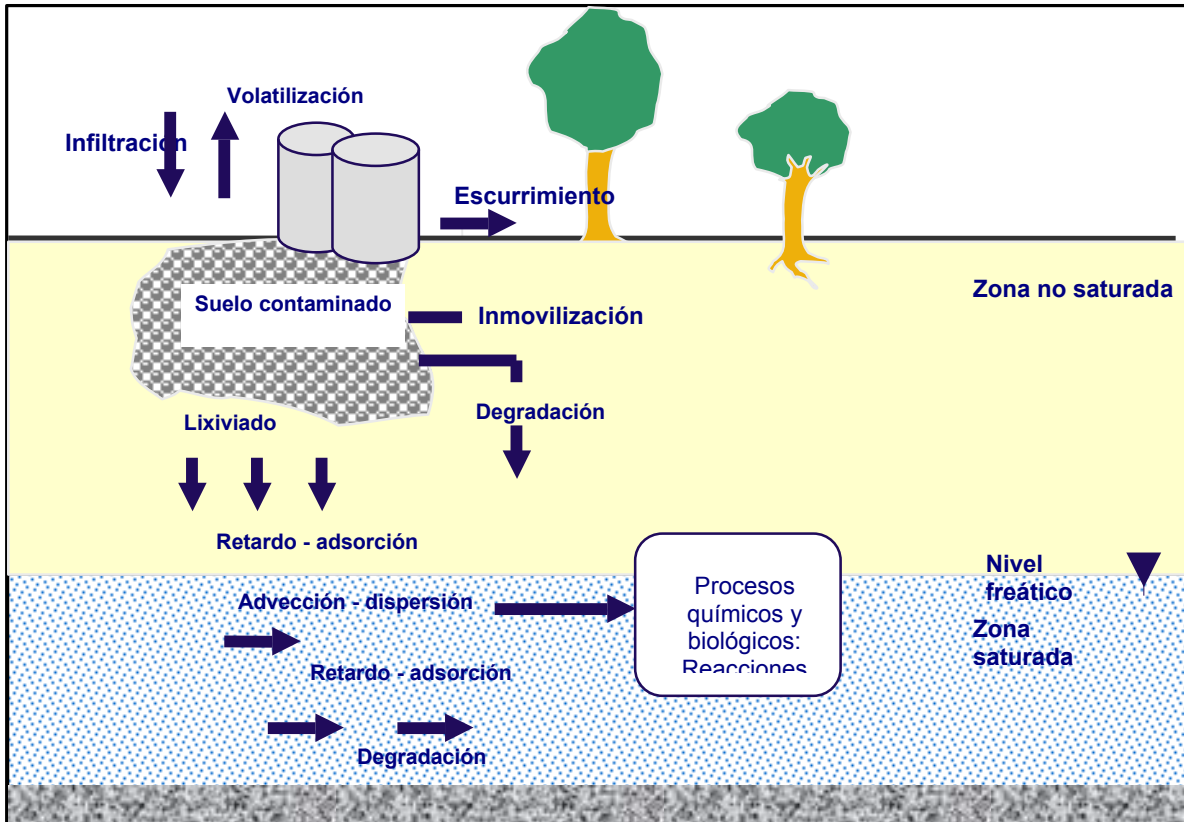 Volatilización
Infiltración
Escurrimiento
Suelo contaminado
Zona no saturada
Inmovilización
Degradación
Lixiviado
Retardo - adsorción
Nivel
freático
Advección - dispersión
Procesos
químicos y
biológicos:
Reacciones
Zona
saturada
Retardo - adsorción
Degradación